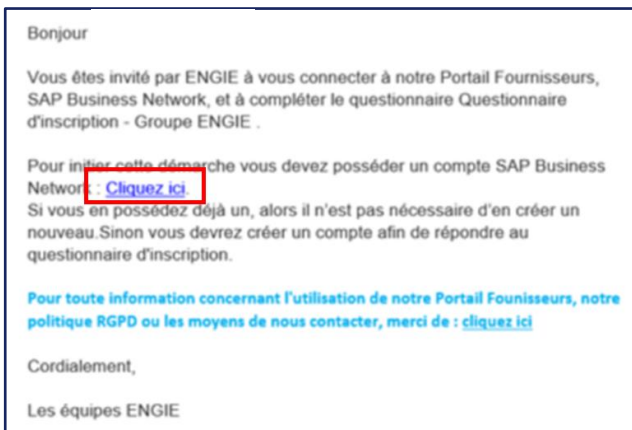 Bonjour
Vous êtes invité par ENGIE à vous connecter à notre Portail Fournisseurs,
SAP Business Network, et à compléter le questionnaire Questionnaire
d'inscription - Groupe ENGIE .
Pour initier cette démarche vous devez posséder un compte SAP Business
Network : Cliquez ici.
Si vous en possédez déjà un, alors il n'est pas nécessaire d'en créer un
nouveau.Sinon vous devrez créer un compte afin de répondre au
questionnaire d'inscription.
Pour toute information concernant l'utilisation de notre Portail Founisseurs, notre
politique RGPD ou les moyens de nous contacter, merci de : cliquez ici
Cordialement,
Les équipes ENGIE